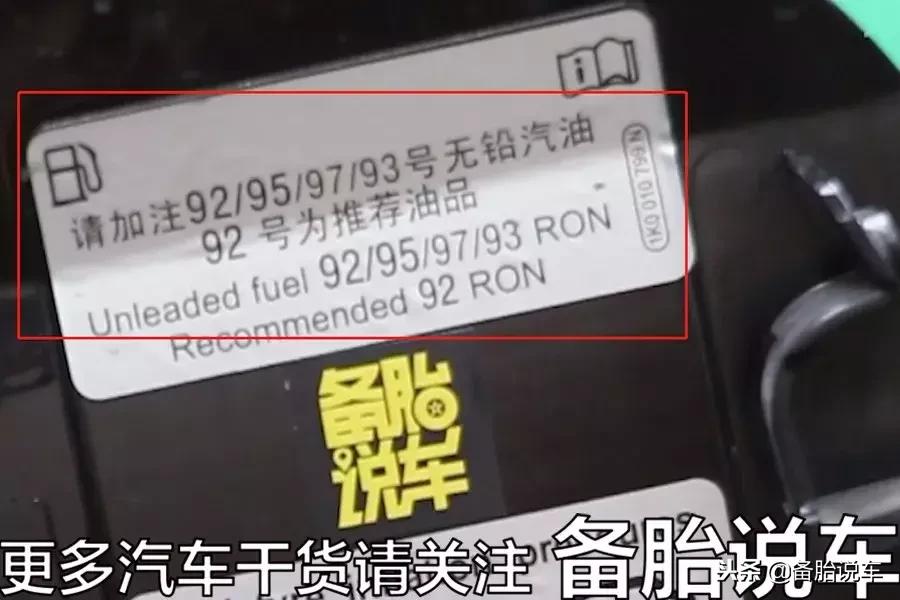 请加注92/95/97/93号无铅汽油
92 号为推荐油品
Unleaded fuel 92/95/97/93 RON
Recommended 92 RON
1K0 010 799 N
备胎
说车
更多汽车干货请关注 备胎说车
头条 @备胎说车